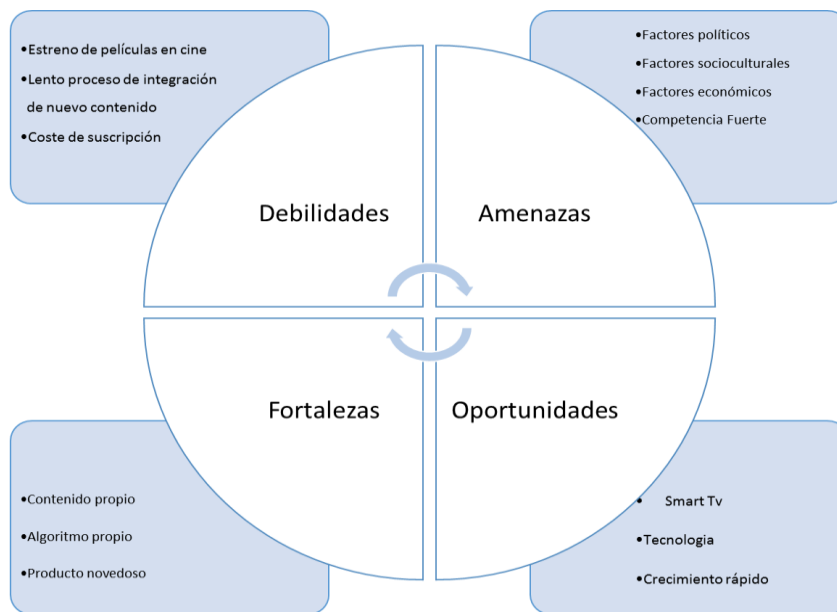 •Estreno de películas en cine
•Lento proceso de integración
de nuevo contenido
•Coste de suscripción
•Factores políticos
•Factores socioculturales
•Factores económicos
•Competencia Fuerte
Debilidades
Amenazas
Fortalezas
Oportunidades
•Contenido propio
•Algoritmo propio
•Producto novedoso
• Smart Tv
•Tecnologia
•Crecimiento rápido